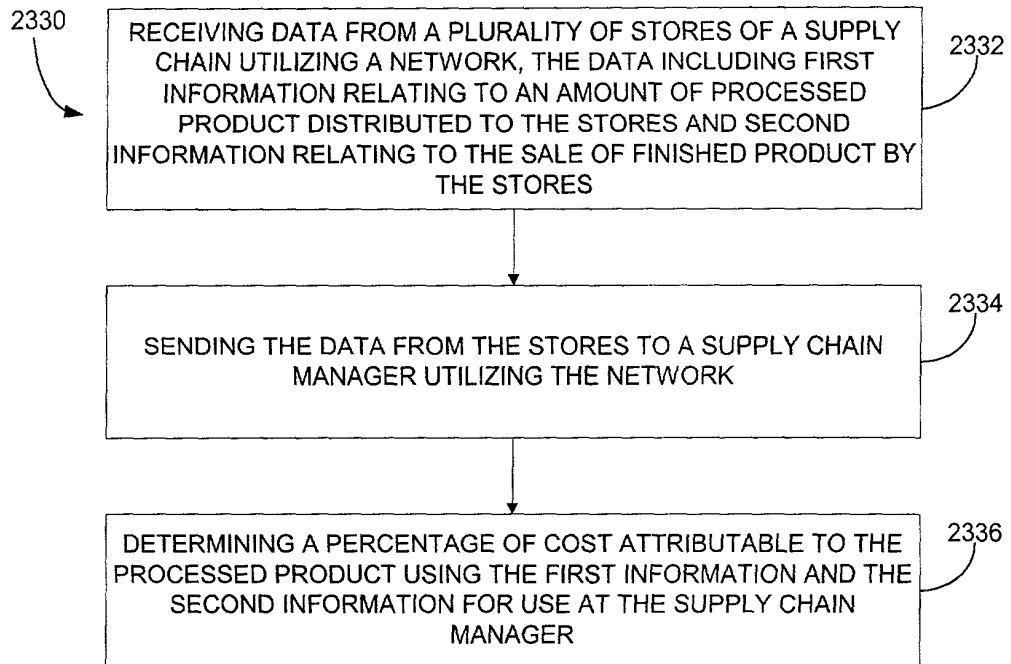 2330
RECEIVING DATA FROM A PLURALITY OF STORES OF A SUPPLY
CHAIN UTILIZING A NETWORK, THE DATA INCLUDING FIRST
INFORMATION RELATING TO AN AMOUNT OF PROCESSED
PRODUCT DISTRIBUTED TO THE STORES AND SECOND
INFORMATION RELATING TO THE SALE OF FINISHED PRODUCT BY
THE STORES
2332
SENDING THE DATA FROM THE STORES TO A SUPPLY CHAIN
MANAGER UTILIZING THE NETWORK
2334
DETERMINING A PERCENTAGE OF COST ATTRIBUTABLE TO THE
PROCESSED PRODUCT USING THE FIRST INFORMATION AND THE
SECOND INFORMATION FOR USE AT THE SUPPLY CHAIN
MANAGER
2336